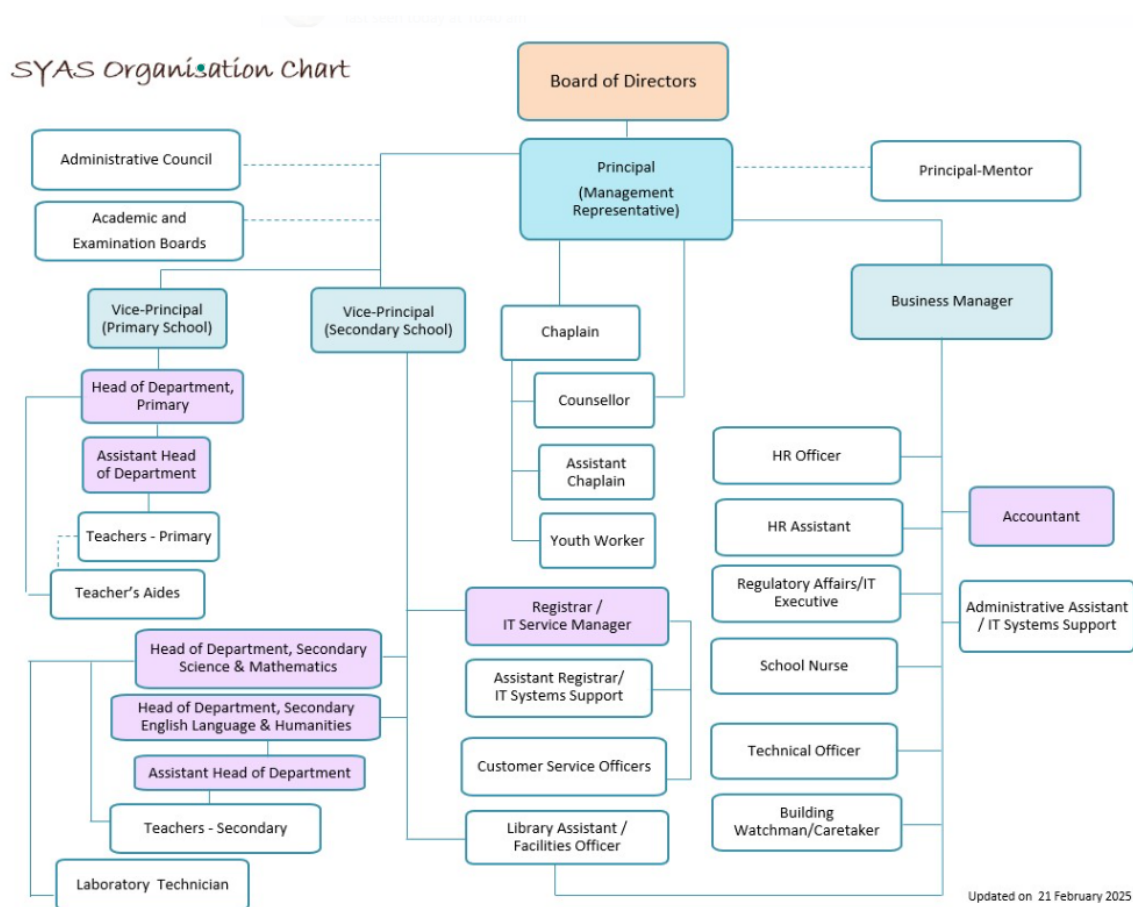 SYAS Organisation Chart
Board of Directors
Administrative Council
Principal
(Management
Representative)
Principal-Mentor
Academic and
Examination Boards
Vice-Principal
(Primary School)
Vice-Principal
(Secondary School)
Chaplain
Business Manager
Head of Department,
Primary
Counsellor
Assistant Head
of Department
Assistant
Chaplain
HR Officer
Teachers - Primary
Youth Worker
HR Assistant
Accountant
Teacher's Aides
Registrar /
IT Service Manager
Regulatory Affairs/IT
Executive
Administrative Assistant
/ IT Systems Support
Head of Department, Secondary
Science & Mathematics
Assistant Registrar/
IT Systems Support
School Nurse
Head of Department, Secondary
English Language & Humanities
Customer Service Officers
Technical Officer
Assistant Head of Department
Teachers - Secondary
Library Assistant /
Facilities Officer
Building
Watchman/Caretaker
Laboratory Technician
Updated on 21 February 2025